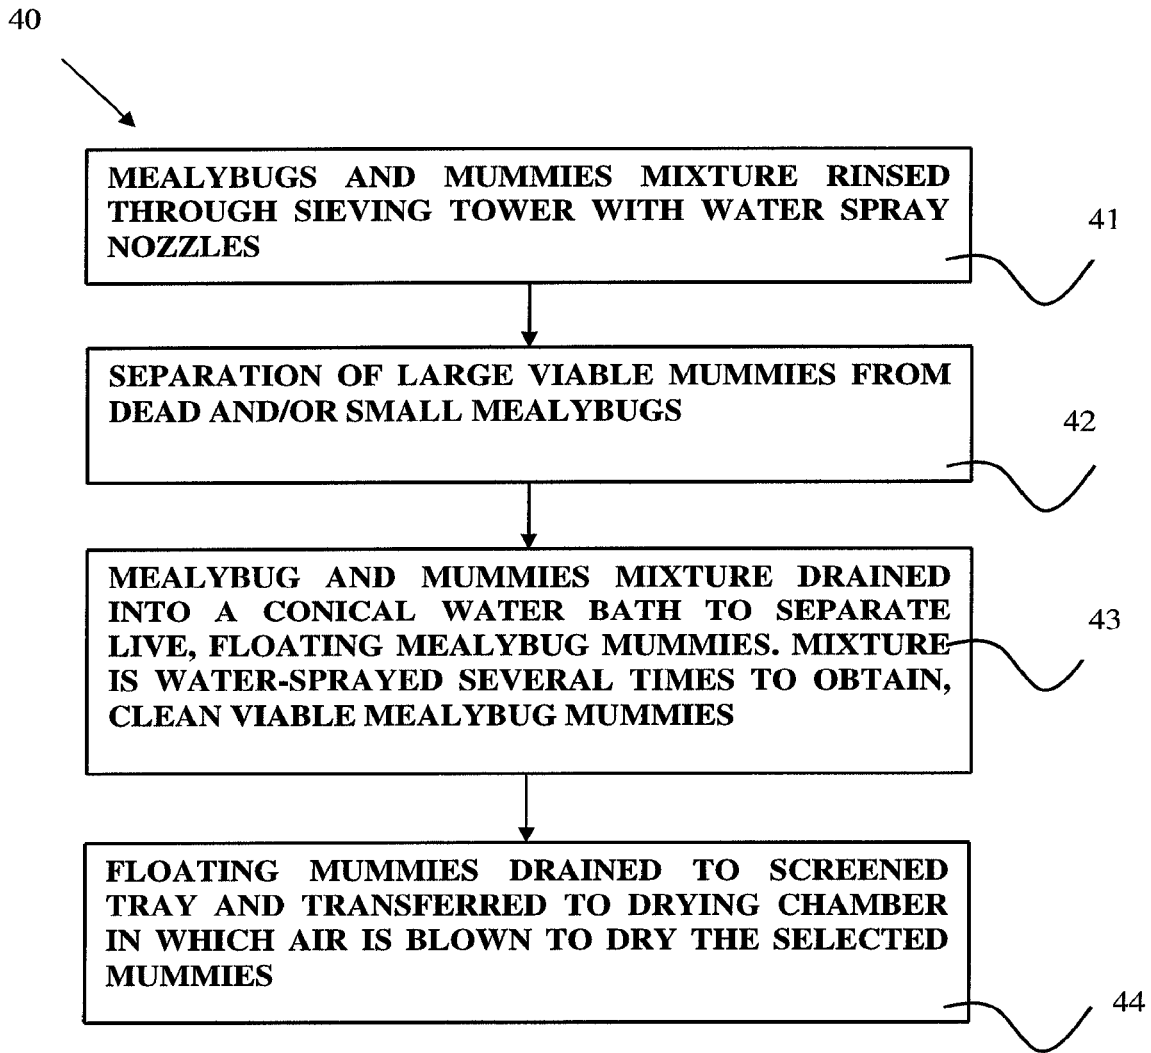 40
MEALYBUGS AND MUMMIES MIXTURE RINSED
THROUGH SIEVING TOWER WITH WATER SPRAY
NOZZLES
41
SEPARATION OF LARGE VIABLE MUMMIES FROM
DEAD AND/OR SMALL MEALYBUGS
42
MEALYBUG AND MUMMIES MIXTURE DRAINED
INTO A CONICAL WATER BATH TO SEPARATE
LIVE, FLOATING MEALYBUG MUMMIES. MIXTURE
IS WATER-SPRAYED SEVERAL TIMES TO OBTAIN,
CLEAN VIABLE MEALYBUG MUMMIES
43
FLOATING MUMMIES DRAINED TO SCREENED
TRAY AND TRANSFERRED TO DRYING CHAMBER
IN WHICH AIR IS BLOWN TO DRY THE SELECTED
MUMMIES
44